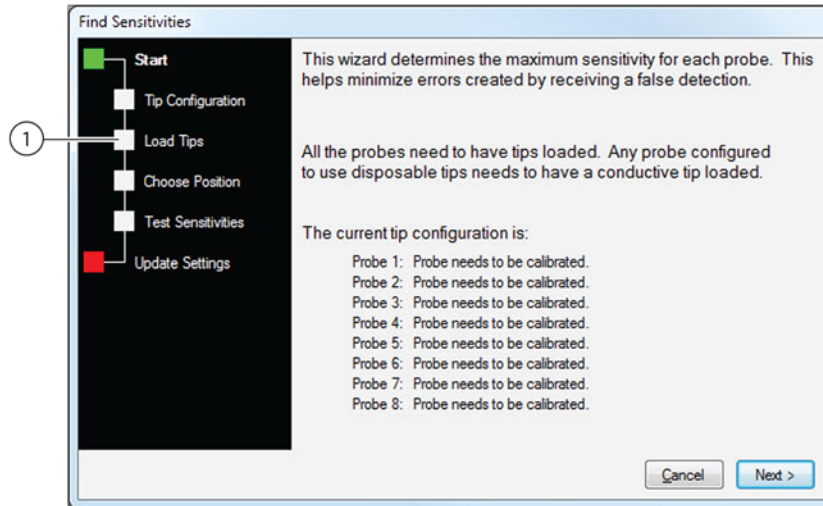 Find Sensitivities
Start
Tip Configuration
1
Load Tips
Choose Position
Test Sensitivities
Update Settings
This wizard determines the maximum sensitivity for each probe. This
helps minimize errors created by receiving a false detection.
All the probes need to have tips loaded. Any probe configured
to use disposable tips needs to have a conductive tip loaded.
The current tip configuration is:
Probe 1: Probe needs to be calibrated.
Probe 2: Probe needs to be calibrated.
Probe 3: Probe needs to be calibrated.
Probe 4: Probe needs to be calibrated.
Probe 5: Probe needs to be calibrated.
Probe 6: Probe needs to be calibrated.
Probe 7: Probe needs to be calibrated.
Probe 8: Probe needs to be calibrated.
Cancel
Next >